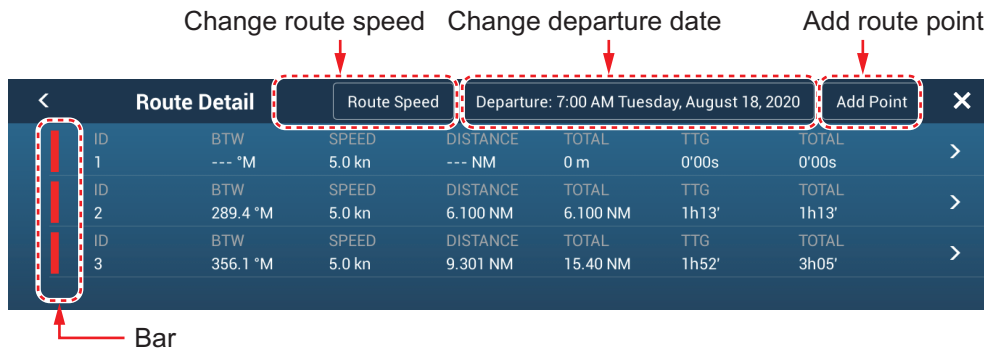 Change route speed Change departure date Add route point
< Route Detail Route Speed Departure: 7:00 AM Tuesday, August 18, 2020 Add Point ×
ID BTW SPEED DISTANCE TOTAL TTG TOTAL
1 --- °M 5.0 kn --- NM 0 m 0'00s 0'00s >
ID BTW SPEED DISTANCE TOTAL TTG TOTAL
2 289.4 °M 5.0 kn 6.100 NM 6.100 NM 1h13' 1h13' >
ID BTW SPEED DISTANCE TOTAL TTG TOTAL
3 356.1 °M 5.0 kn 9.301 NM 15.40 NM 1h52' 3h05' >
Bar